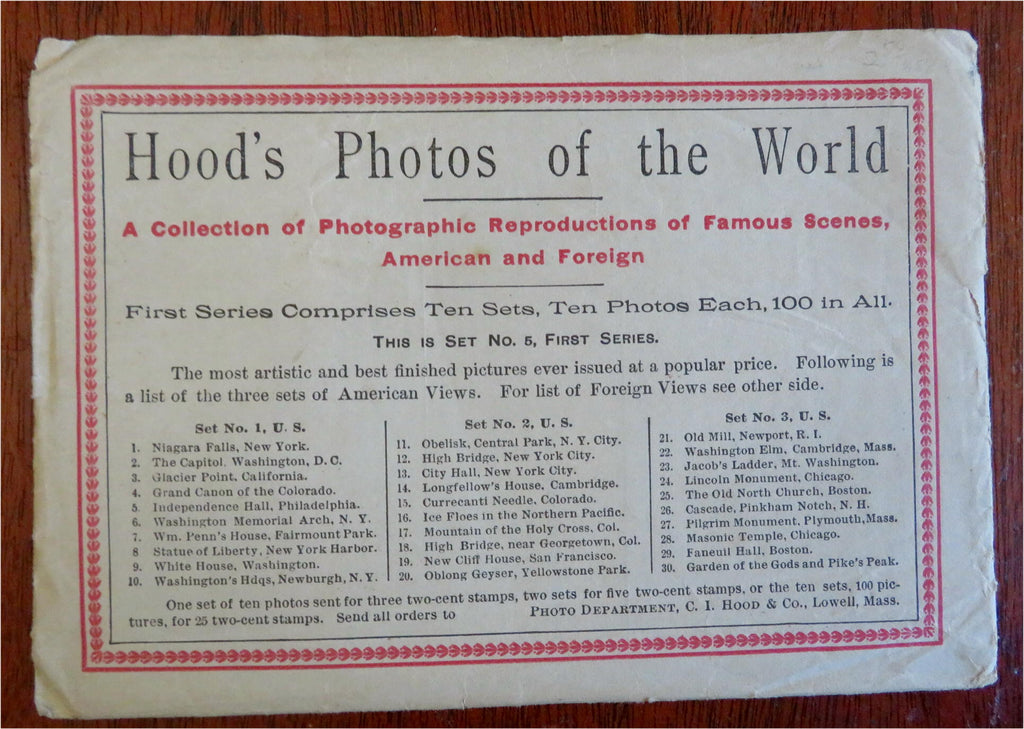 Hood's Photos of the World
A Collection of Photographic Reproductions of Famous Scenes,
American and Foreign
First Series Comprises Ten Sets, Ten Photos Each, 100 in All.
This is Set No. 5, First Series.
The most artistic and best finished pictures ever issued at a popular price. Following is
a list of the three sets of American Views. For list of Foreign Views see other side.
Set No. 1, U. S.
1. Niagara Falls, New York.
2. The Capitol. Washington, D. C.
3. Glacier Point, California.
4. Grand Canon of the Colorado.
5. Independence Hall, Philadelphia.
6. Washington Memorial Arch, N. Y.
7. Wm. Penn's House, Fairmount Park.
8. Statue of Liberty, New York Harbor.
9. White House, Washington.
10. Washington's Hdqs, Newburgh, N. Y.
Set No. 2, U. S.
11. Obelisk, Central Park, N. Y. City.
12. High Bridge, New York City.
13. City Hall, New York City.
14. Longfellow's House, Cambridge.
15. Currecanti Needle, Colorado.
16. Ice Floes in the Northern Pacific.
17. Mountain of the Holy Cross, Col.
18. High Bridge, near Georgetown, Col.
19. New Cliff House, San Francisco.
20. Oblong Geyser, Yellowstone Park.
Set No. 3, U. S.
21. Old Mill, Newport, R. I.
22. Washington Elm, Cambridge, Mass.
23. Jacob's Ladder, Mt. Washington.
24. Lincoln Monument, Chicago.
25. The Old North Church, Boston.
26. Cascade, Pinkham Notch, N. H.
27. Pilgrim Monument, Plymouth, Mass.
28. Masonic Temple, Chicago.
29. Faneuil Hall, Boston.
30. Garden of the Gods and Pike's Peak.
One set of ten photos sent for three two-cent stamps, two sets for five two-cent stamps, or the ten sets, 100 pic-
tures, for 25 two-cent stamps. Send all orders to Photo Department, C. I. Hood & Co., Lowell, Mass.